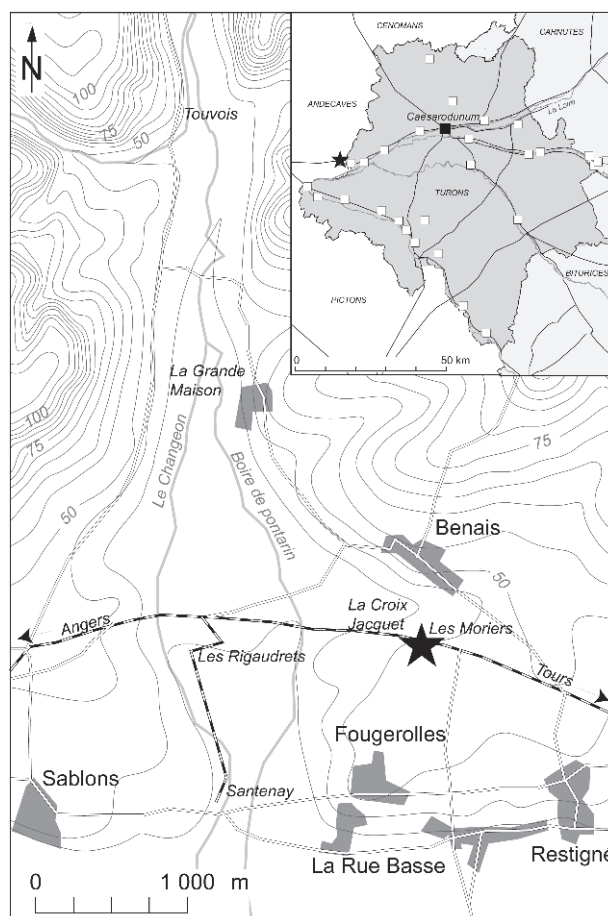 N
100
75
50
Touvois
CENOMANS
CARNUTES
ANDECAVES
Caesarodunum
La Loire
TURONS
BITURICES
PICTONS
0
50 km
La Grande
Maison
100
75
50
Le Changeon
Boire de pontarin
75
Benais
50
Angers
La Croix
Jacquet
Les Moriers
Les Rigaudrets
Tours
Fougerolles
Sablons
Santenay
La Rue Basse
Restigné
0
1 000 m